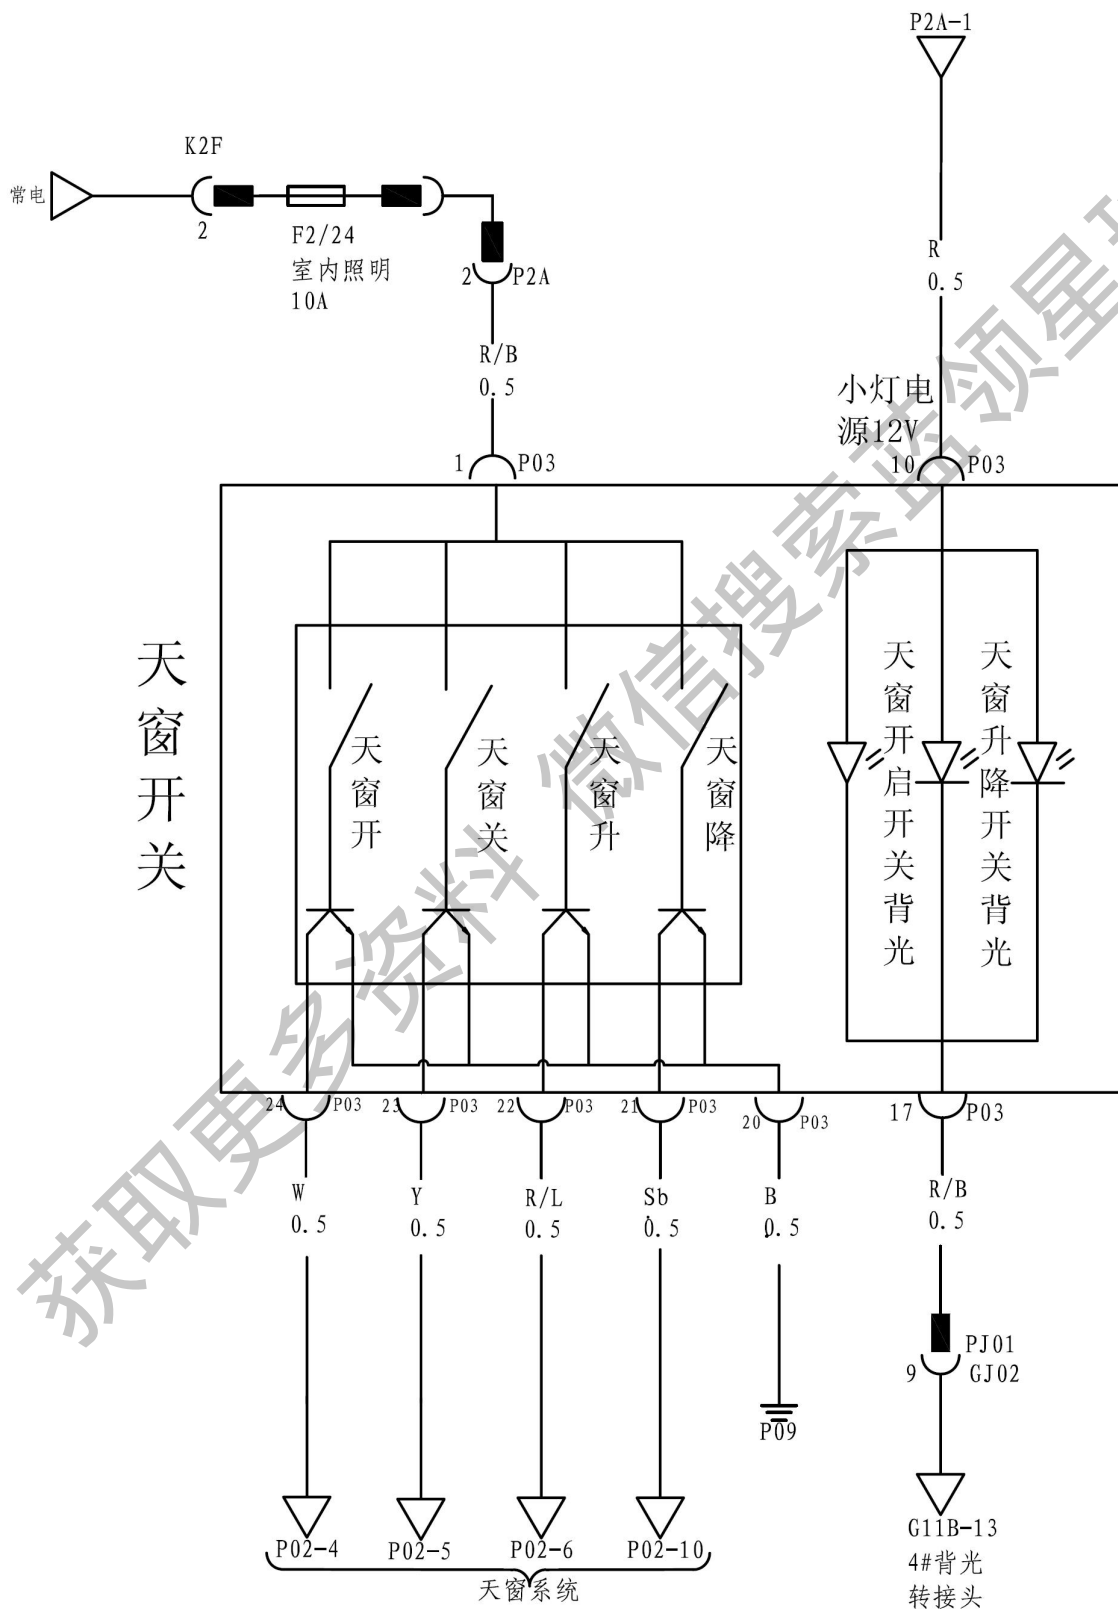 P2A-1
K2F
常电
2
F2/24
室内照明
10A
2 P2A
R
0.5
R/B
0.5
小灯电
源12V
1 P03
10 P03
天窗开关
天窗开
天窗关
天窗升
天窗降
天窗开启开关背光
天窗升降开关背光
24 P03
23 P03
22 P03
21 P03
20 P03
17 P03
W
0.5
Y
0.5
R/L
0.5
Sb
0.5
B
0.5
R/B
0.5
PJ01
9 GJ02
P09
P02-4
P02-5
P02-6
P02-10
天窗系统
G11B-13
4#背光
转接头
获取更多资料 微信搜索蓝领星球